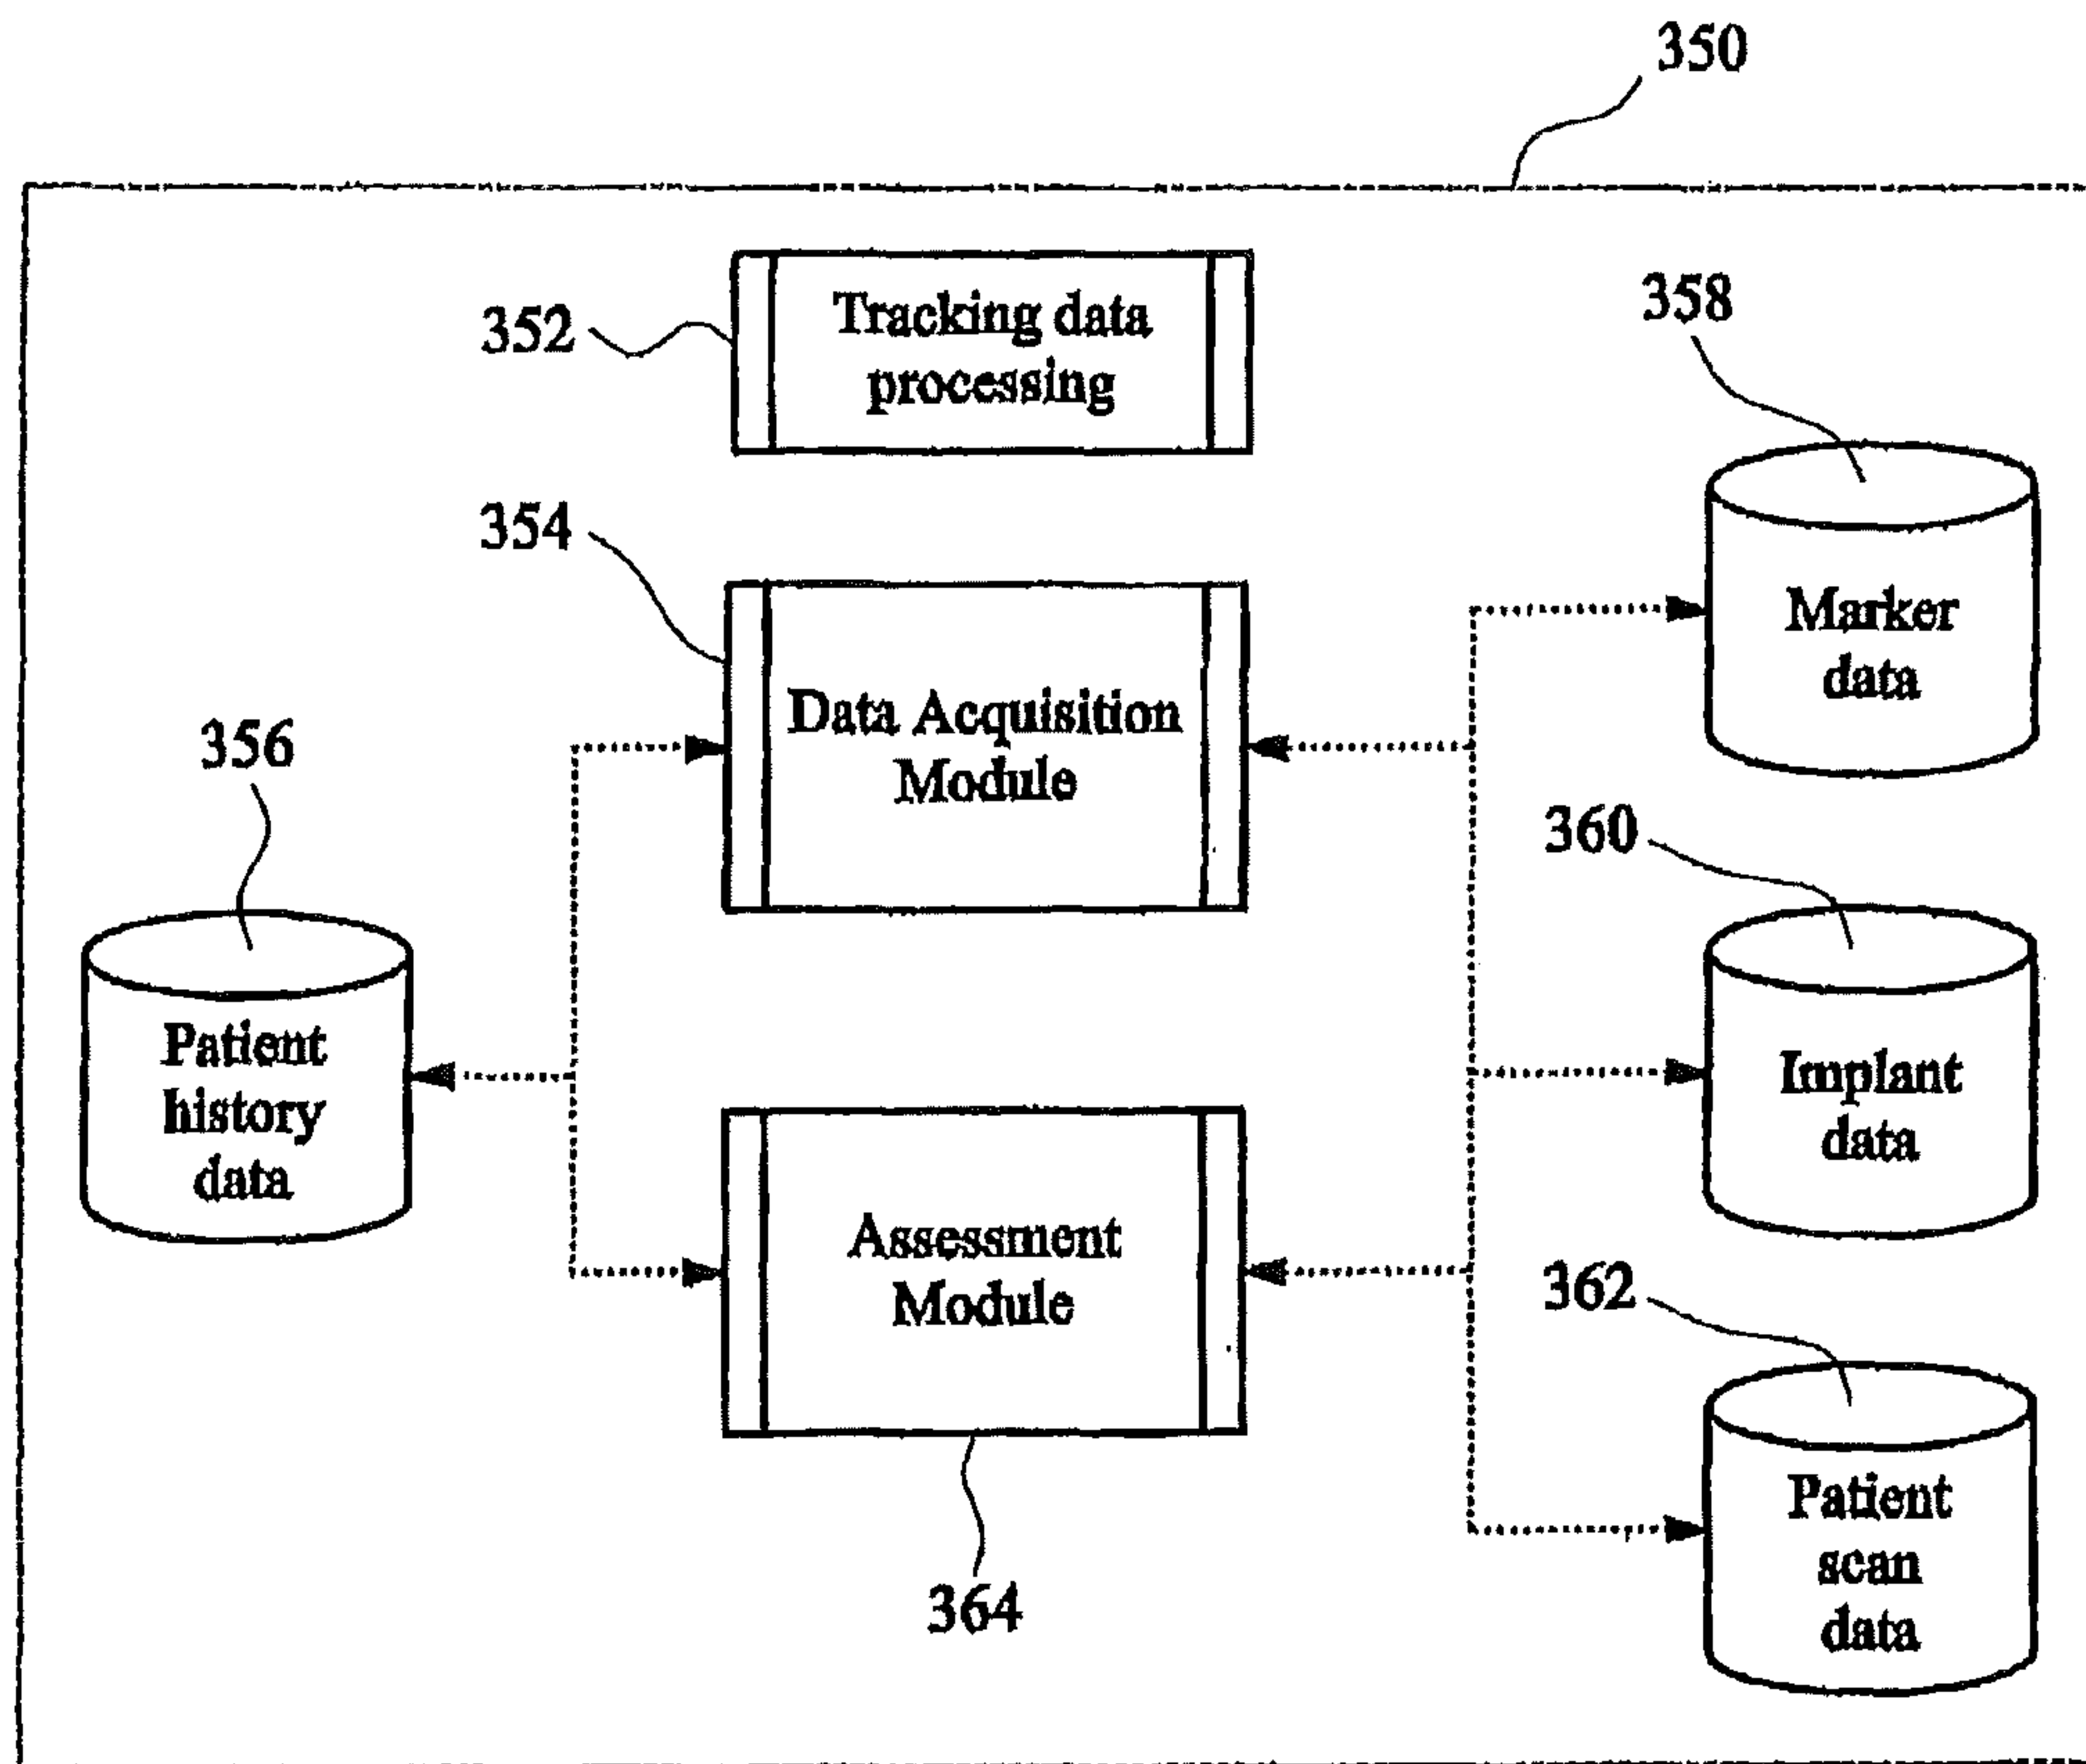 350
352
Tracking data
processing
358
354
Marker
data
Data Acquisition
Module
356
360
Patient
history
data
Implant
data
Assessment
Module
362
364
Patient
scan
data